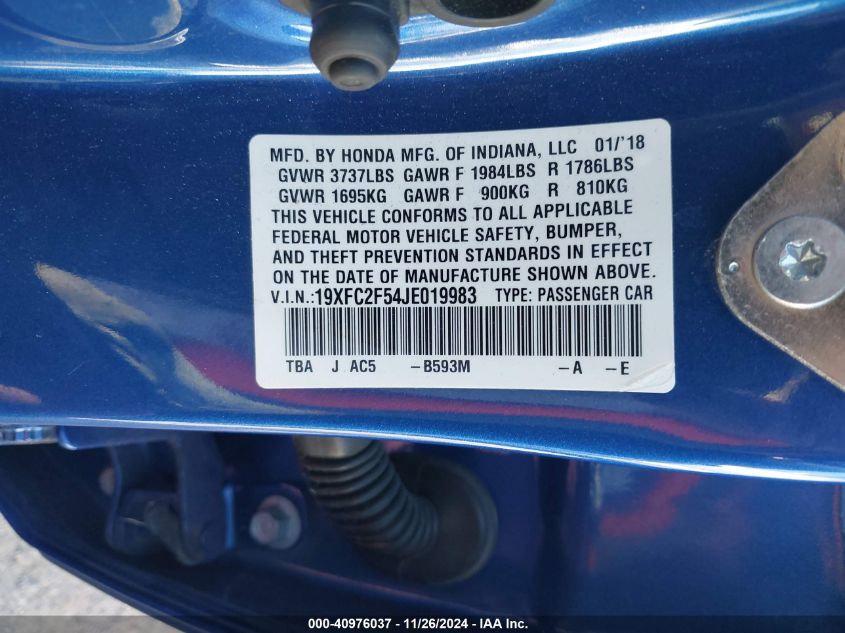 MFD. BY HONDA MFG. OF INDIANA, LLC 01/'18
GVWR 3737LBS GAWR F 1984LBS R 1786LBS
GVWR 1695KG GAWR F 900KG R 810KG
THIS VEHICLE CONFORMS TO ALL APPLICABLE
FEDERAL MOTOR VEHICLE SAFETY, BUMPER,
AND THEFT PREVENTION STANDARDS IN EFFECT
ON THE DATE OF MANUFACTURE SHOWN ABOVE.
V.I.N.:19XFC2F54JE019983 TYPE: PASSENGER CAR
TBA J AC5 -B593M -A -E
000-40976037 - 11/26/2024 - IAA Inc.